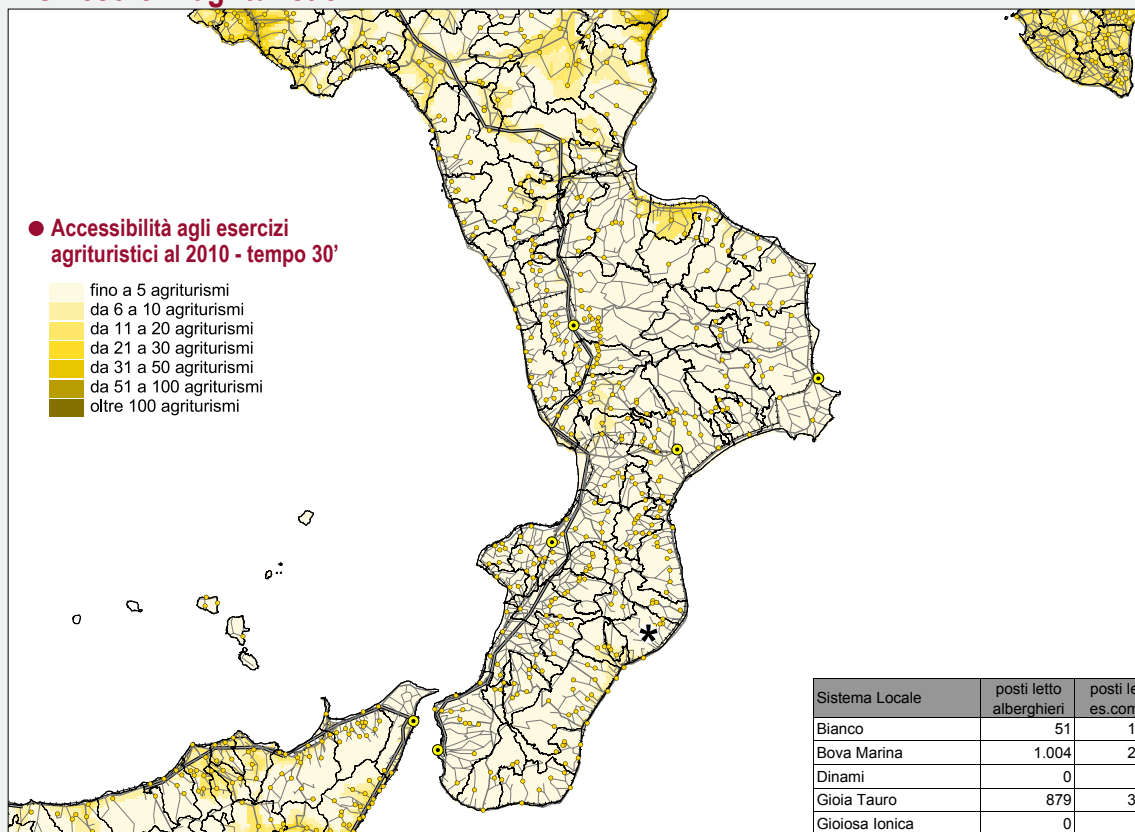 ● Accessibilità agli esercizi
agrituristici al 2010 - tempo 30'
fino a 5 agriturismi
da 6 a 10 agriturismi
da 11 a 20 agriturismi
da 21 a 30 agriturismi
da 31 a 50 agriturismi
da 51 a 100 agriturismi
oltre 100 agriturismi
*
Sistema Locale posti letto alberghieri
Bianco 51
Bova Marina 1.004
Dinami 0
Gioia Tauro 879
Gioiosa Ionica 0